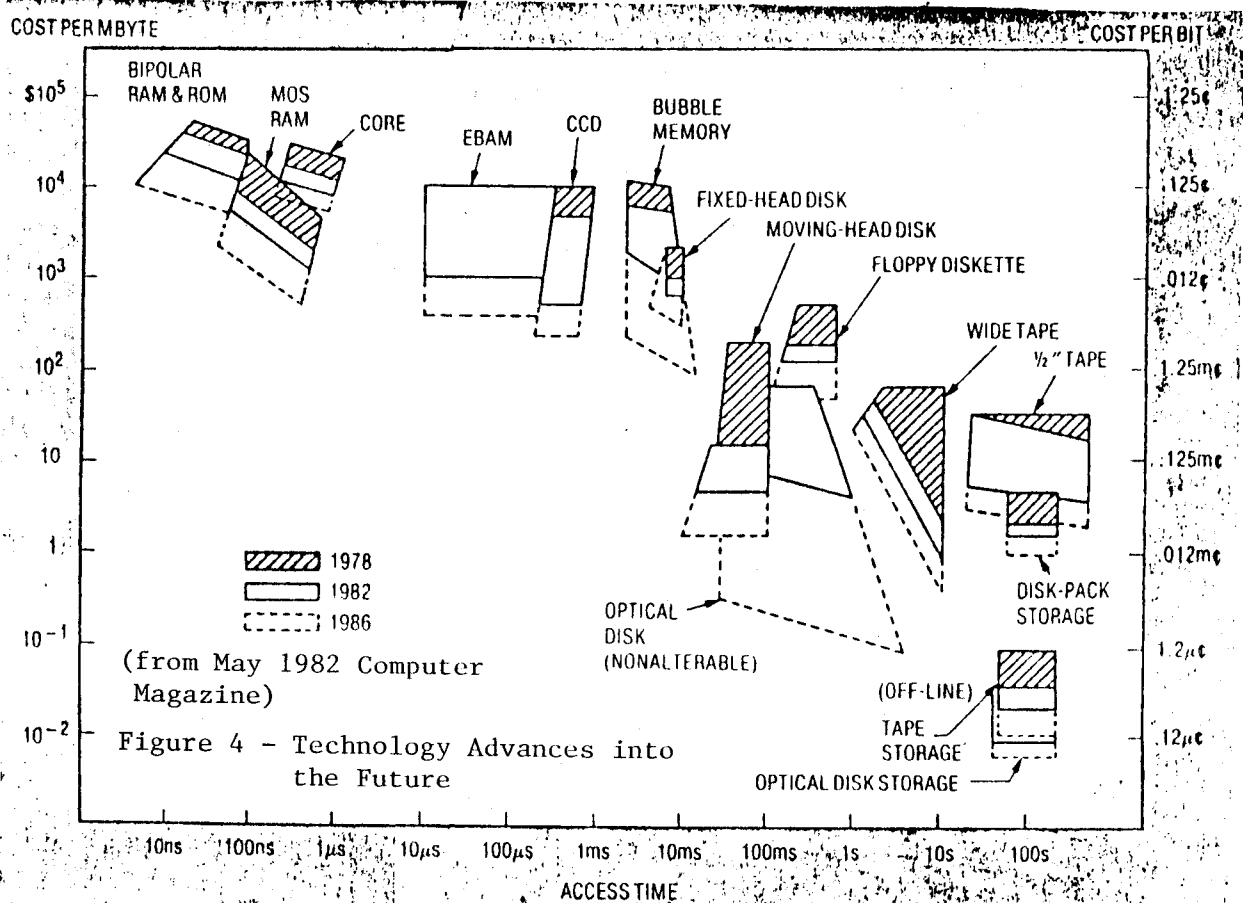 COST PER MBYTE
COST PER BIT
BIPOLAR
RAM & ROM
MOS
RAM
CORE
EBAM
CCD
BUBBLE
MEMORY
FIXED-HEAD DISK
MOVING-HEAD DISK
FLOPPY DISKETTE
WIDE TAPE
½" TAPE
$10⁵
10⁴
10³
10²
10
1
10⁻¹
10⁻²
1.25¢
.125¢
.012¢
1.25m¢
.125m¢
.012m¢
1.2μ¢
.12μ¢
1978
1982
1986
OPTICAL
DISK
(NONALTERABLE)
DISK-PACK
STORAGE
(OFF-LINE)
TAPE
STORAGE
OPTICAL DISK STORAGE
(from May 1982 Computer
Magazine)
Figure 4 - Technology Advances into
the Future
10ns 100ns 1μs 10μs 100μs 1ms 10ms 100ms 1s 10s 100s
ACCESS TIME